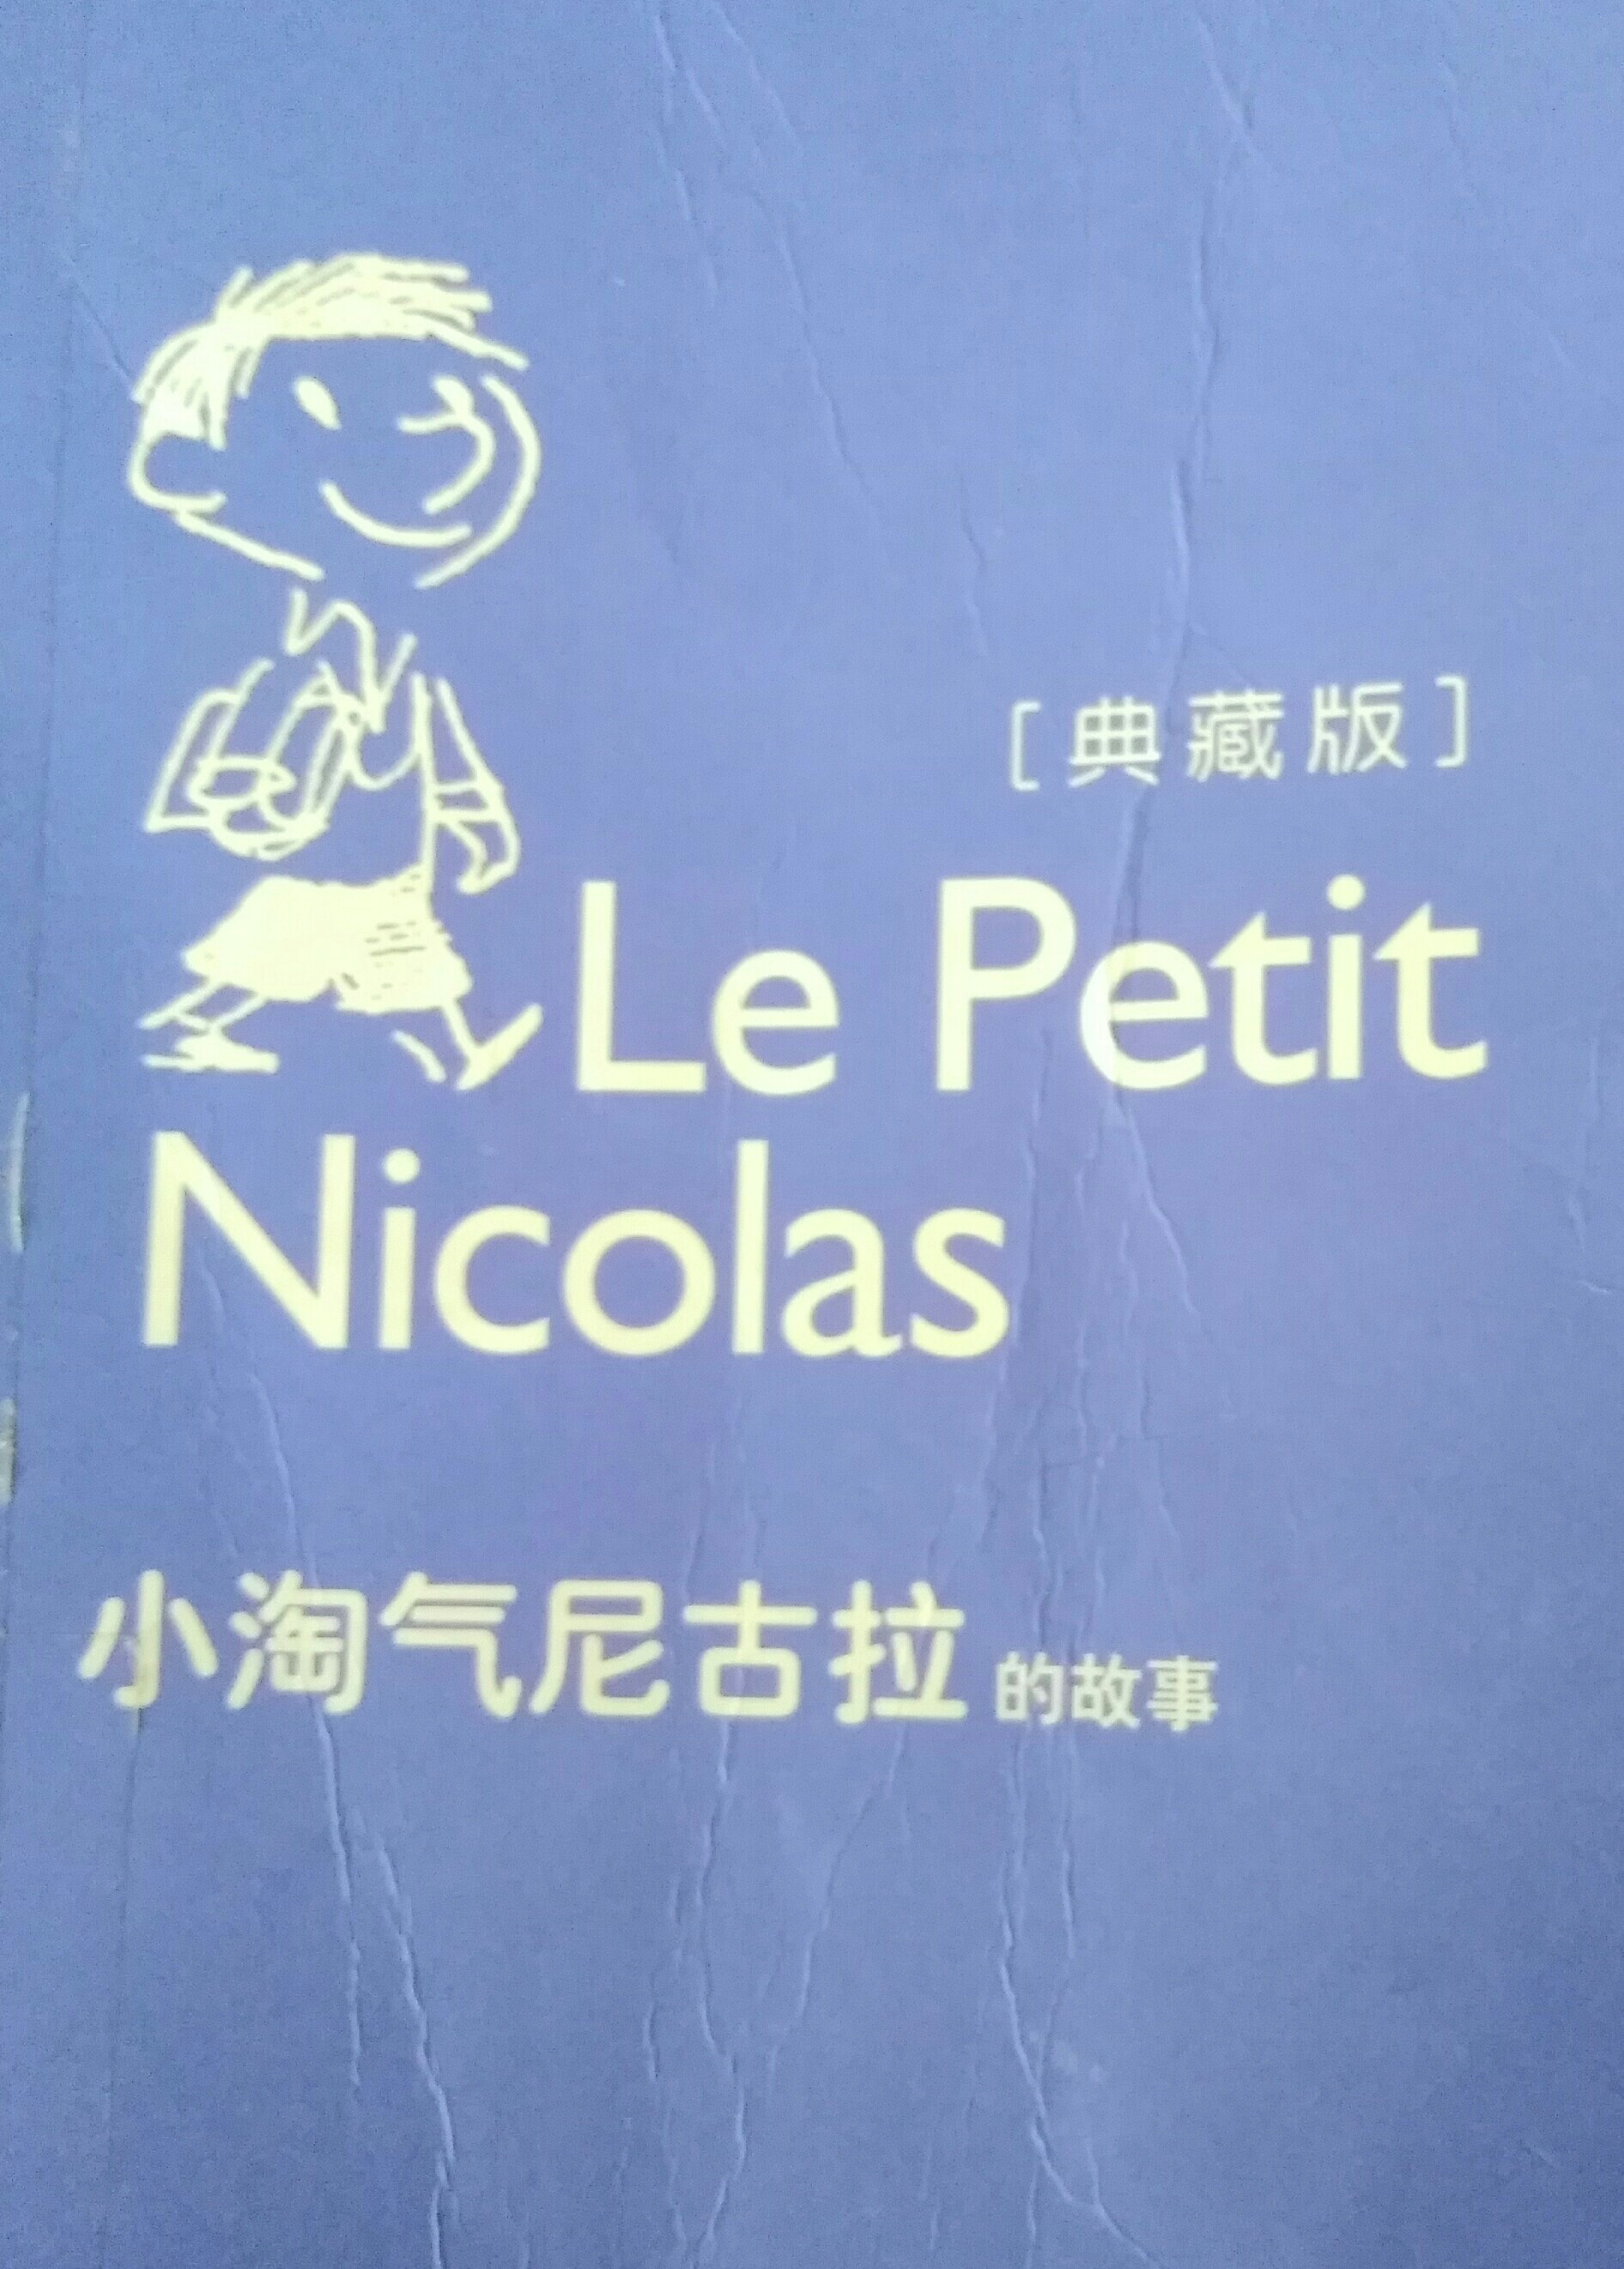 [典藏版]
Le Petit
Nicolas
小淘气尼古拉的故事